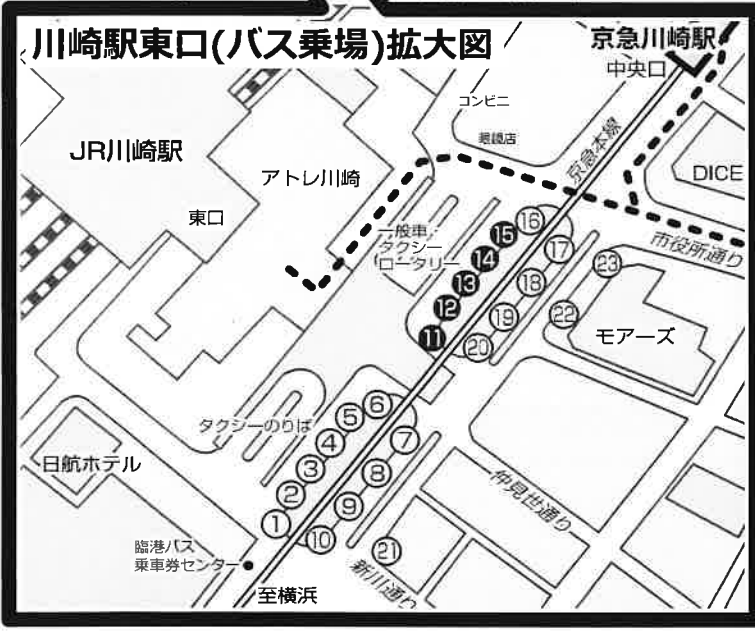 川崎駅東口(バス乗場)拡大図
京急川崎駅
中央口
コンビニ
眼鏡店
京急本線
JR川崎駅
アトレ川崎
DICE
東口
一般車・
タクシー
ロータリー
市役所通り
⑯
⑮
⑰
⑭
㉓
⑬
⑱
⑫
⑲
㉒
モアーズ
⑪
⑳
タクシーのりば
⑥
⑤
④
⑦
③
⑧
②
⑨
①
⑩
㉑
日航ホテル
仲見世通り
臨港バス
乗車券センター
新川通り
至横浜